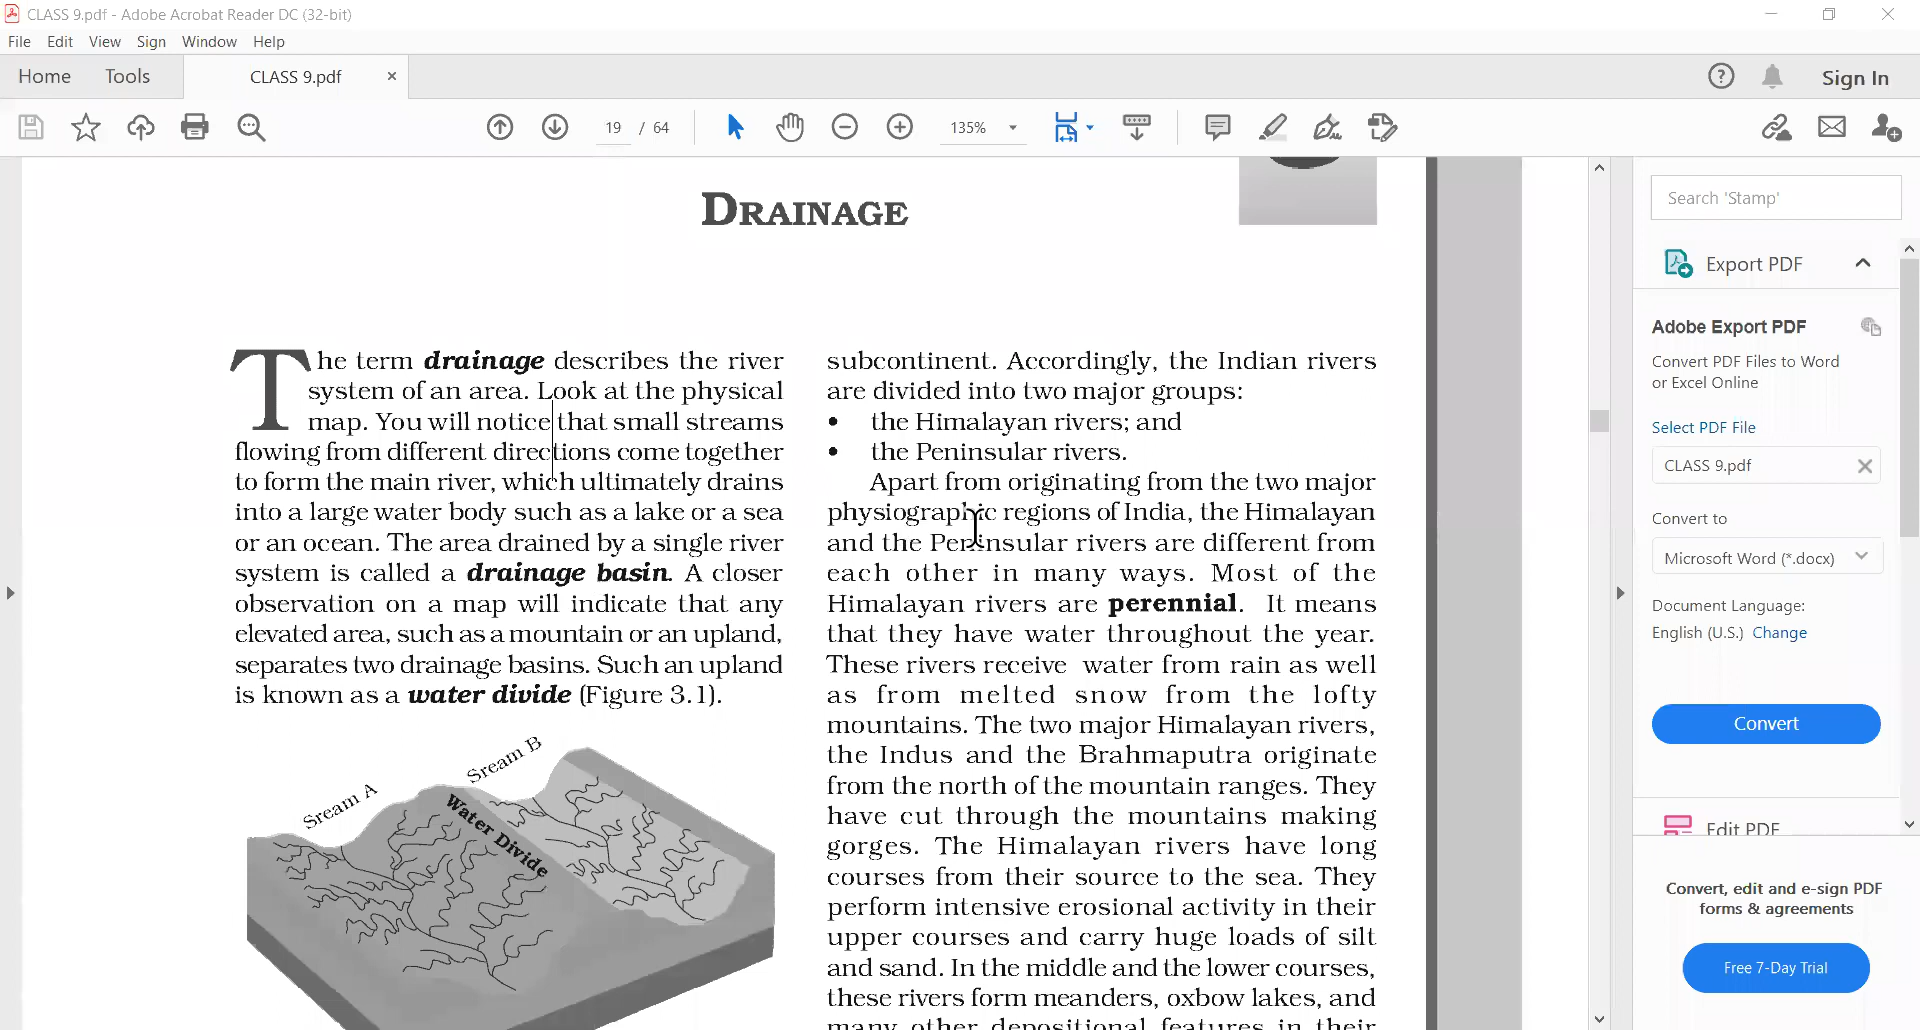 CLASS 9.pdf - Adobe Acrobat Reader DC (32-bit)
File Edit View Sign Window Help
Home Tools CLASS 9.pdf × Sign In
19 / 64 135%
DRAINAGE
The term drainage describes the river
system of an area. Look at the physical
map. You will notice that small streams
flowing from different directions come together
to form the main river, which ultimately drains
into a large water body such as a lake or a sea
or an ocean. The area drained by a single river
system is called a drainage basin. A closer
observation on a map will indicate that any
elevated area, such as a mountain or an upland,
separates two drainage basins. Such an upland
is known as a water divide (Figure 3.1).
Sream A
Sream B
Water Divide
subcontinent. Accordingly, the Indian rivers
are divided into two major groups:
• the Himalayan rivers; and
• the Peninsular rivers.
Apart from originating from the two major
physiographic regions of India, the Himalayan
and the Peninsular rivers are different from
each other in many ways. Most of the
Himalayan rivers are perennial. It means
that they have water throughout the year.
These rivers receive water from rain as well
as from melted snow from the lofty
mountains. The two major Himalayan rivers,
the Indus and the Brahmaputra originate
from the north of the mountain ranges. They
have cut through the mountains making
gorges. The Himalayan rivers have long
courses from their source to the sea. They
perform intensive erosional activity in their
upper courses and carry huge loads of silt
and sand. In the middle and the lower courses,
these rivers form meanders, oxbow lakes, and
many other depositional features in their
Search 'Stamp'
Export PDF
Adobe Export PDF
Convert PDF Files to Word
or Excel Online
Select PDF File
CLASS 9.pdf
Convert to
Microsoft Word (*.docx)
Document Language:
English (U.S.) Change
Convert
Edit PDF
Convert, edit and e-sign PDF
forms & agreements
Free 7-Day Trial